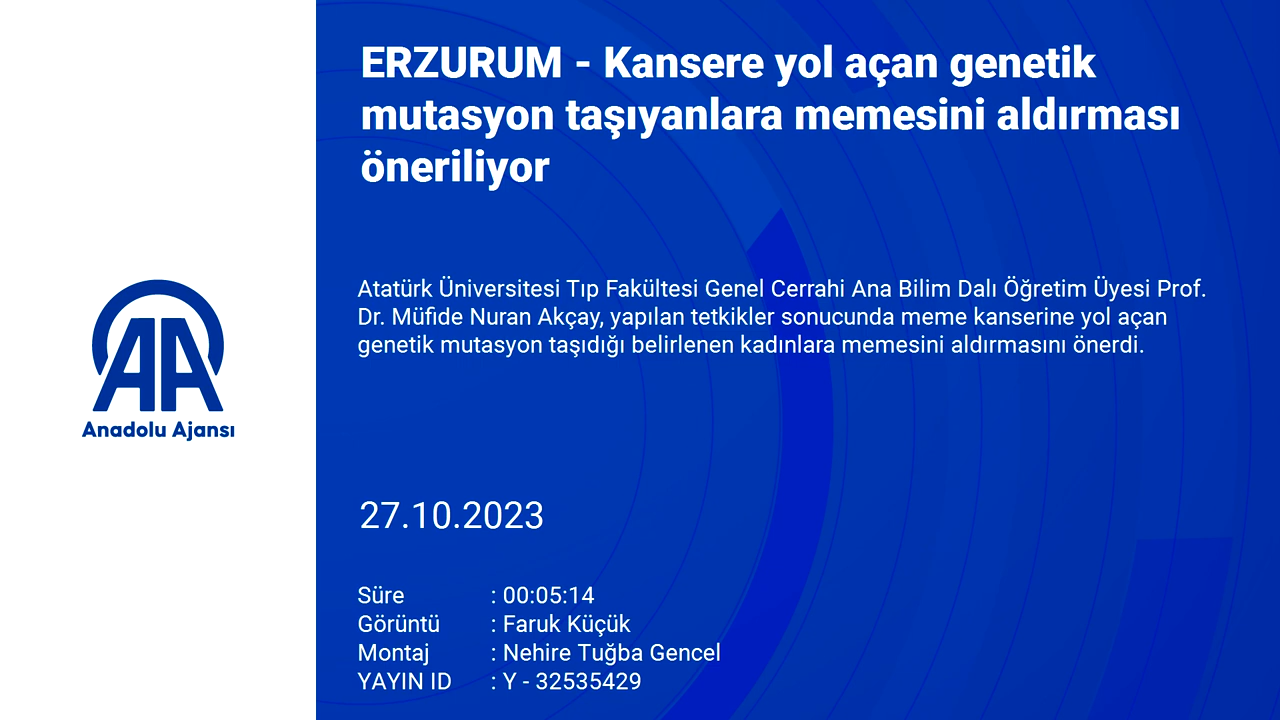 ERZURUM - Kansere yol açan genetik
mutasyon taşıyanlara memesini aldırması
öneriliyor
Atatürk Üniversitesi Tıp Fakültesi Genel Cerrahi Ana Bilim Dalı Öğretim Üyesi Prof.
Dr. Müfide Nuran Akçay, yapılan tetkikler sonucunda meme kanserine yol açan
genetik mutasyon taşıdığı belirlenen kadınlara memesini aldırmasını önerdi.
AA
Anadolu Ajansı
27.10.2023
Süre : 00:05:14
Görüntü : Faruk Küçük
Montaj : Nehire Tuğba Gencel
YAYIN ID : Y - 32535429